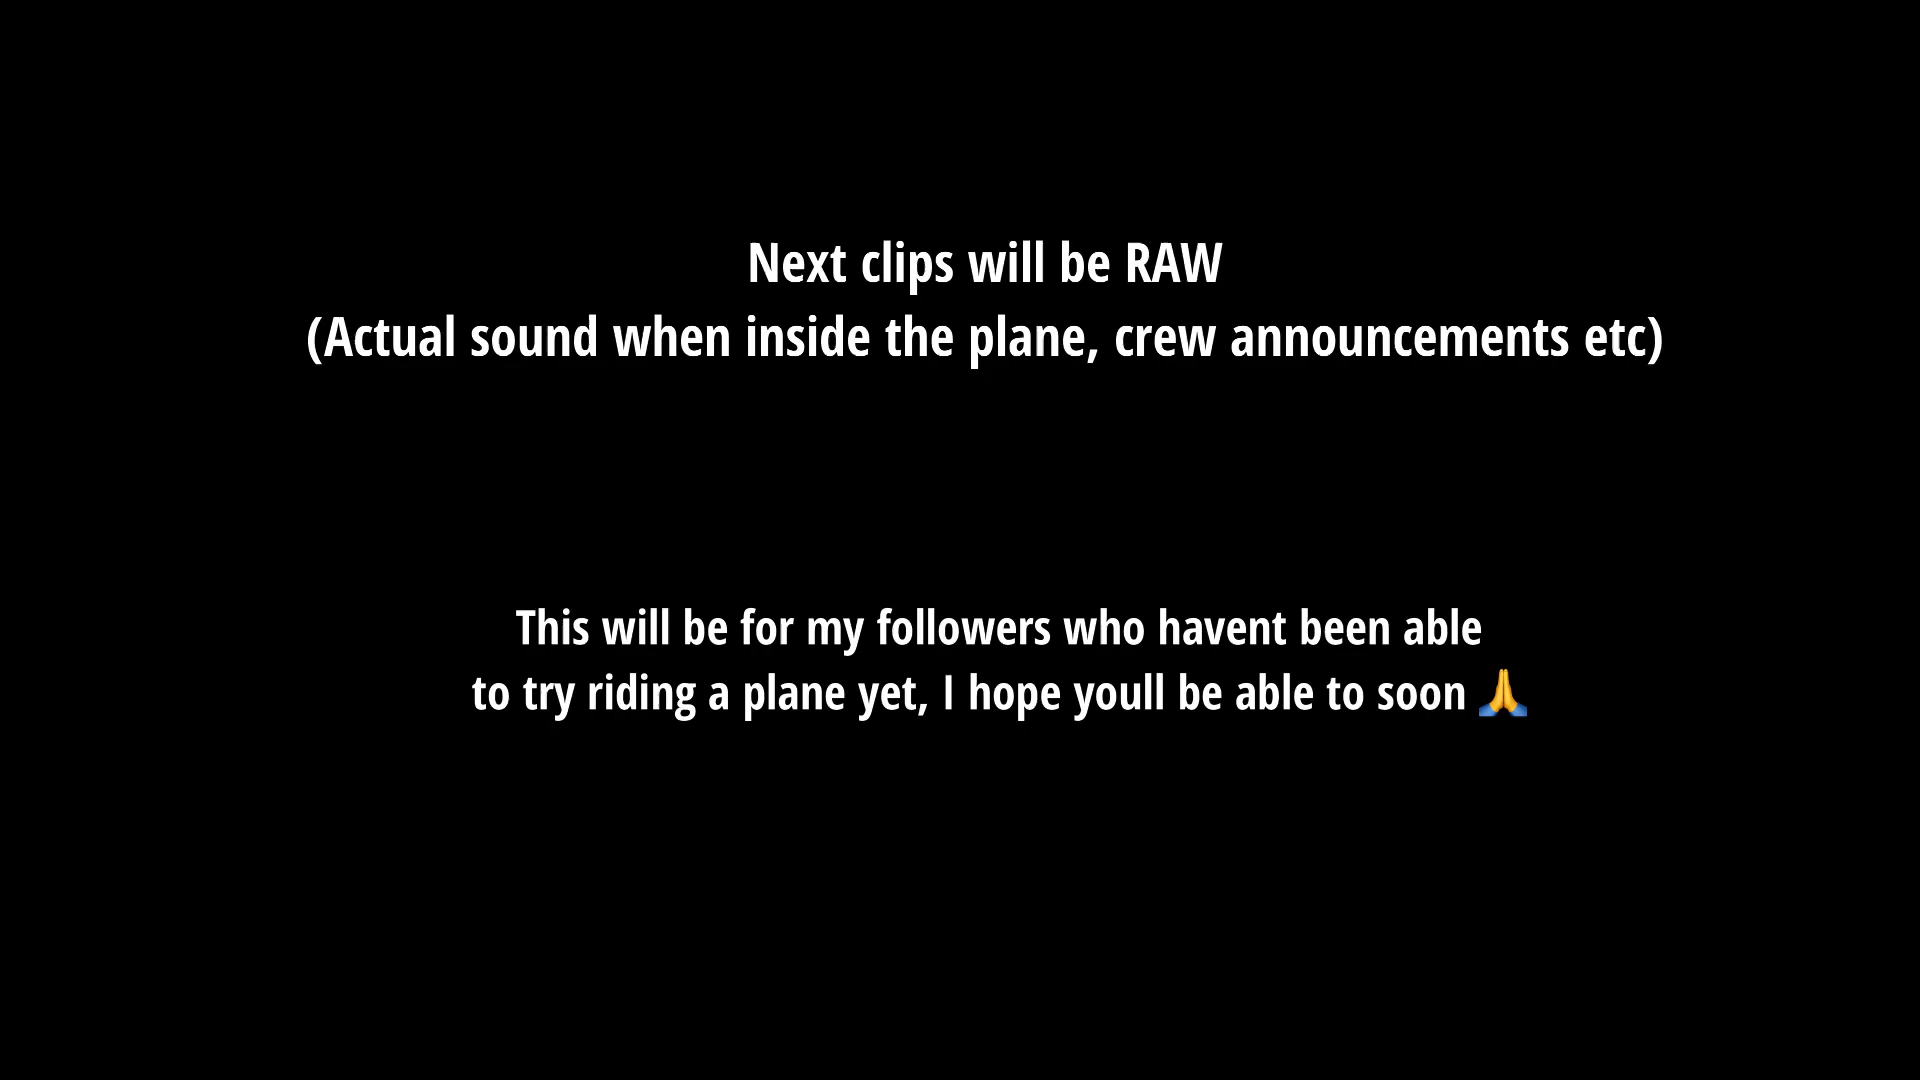 Next clips will be RAW
(Actual sound when inside the plane, crew announcements etc)
This will be for my followers who havent been able
to try riding a plane yet, I hope youll be able to soon 🙏